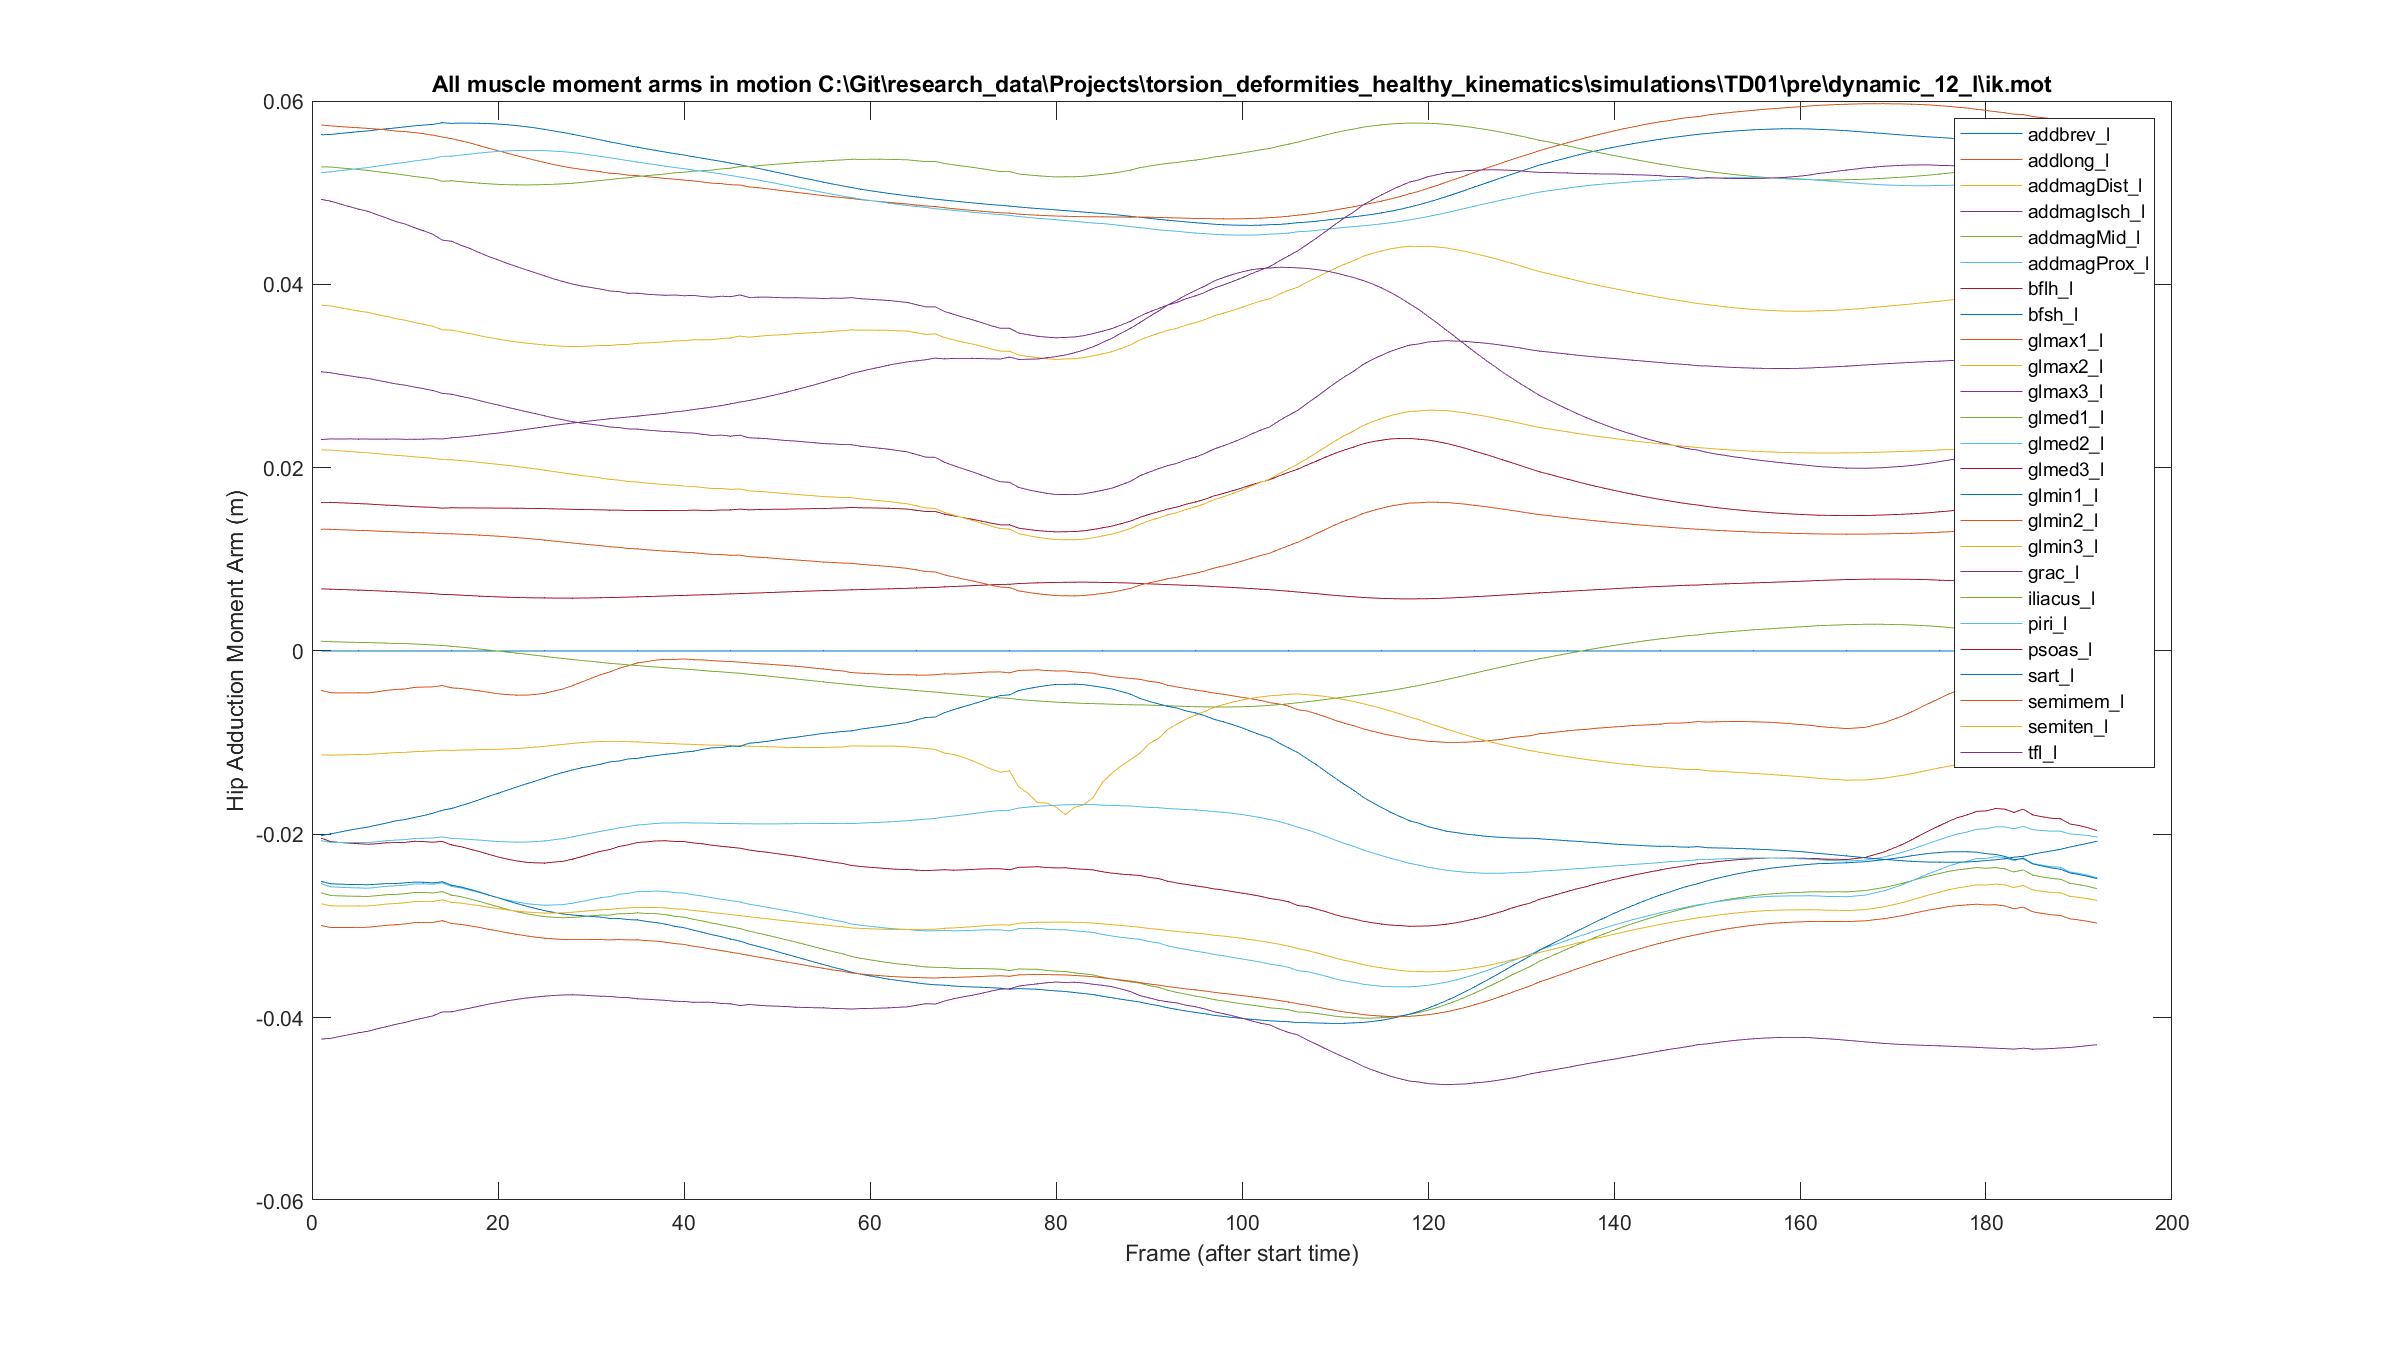 All muscle moment arms in motion C:\Git\research_data\Projects\torsion_deformities_healthy_kinematics\simulations\TD01\pre\dynamic_12_l\ik.mot
0.06
0.04
0.02
0
-0.02
-0.04
-0.06
Hip Adduction Moment Arm (m)
0 20 40 60 80 100 120 140 160 180 200
Frame (after start time)
addbrev_l
addlong_l
addmagDist_l
addmagIsch_l
addmagMid_l
addmagProx_l
bflh_l
bfsh_l
glmax1_l
glmax2_l
glmax3_l
glmed1_l
glmed2_l
glmed3_l
glmin1_l
glmin2_l
glmin3_l
grac_l
iliacus_l
piri_l
psoas_l
sart_l
semimem_l
semiten_l
tfl_l